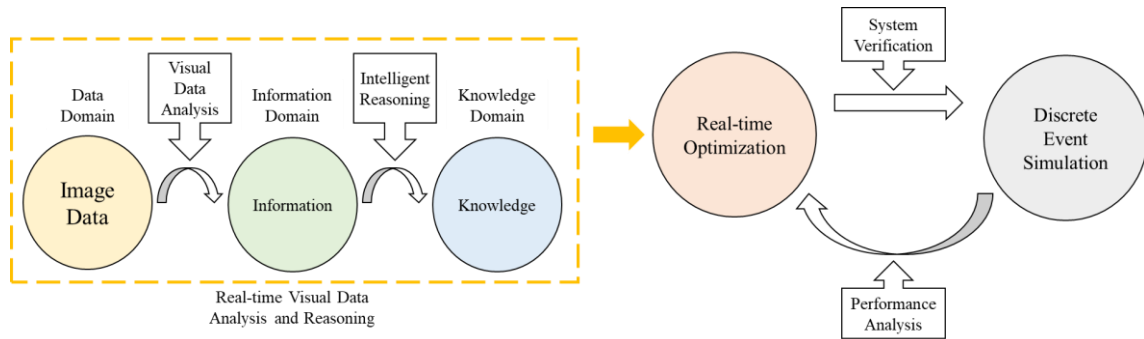 Data
Domain
Visual
Data
Analysis
Information
Domain
Intelligent
Reasoning
Knowledge
Domain
Image
Data
Information
Knowledge
Real-time Visual Data
Analysis and Reasoning
Real-time
Optimization
System
Verification
Discrete
Event
Simulation
Performance
Analysis